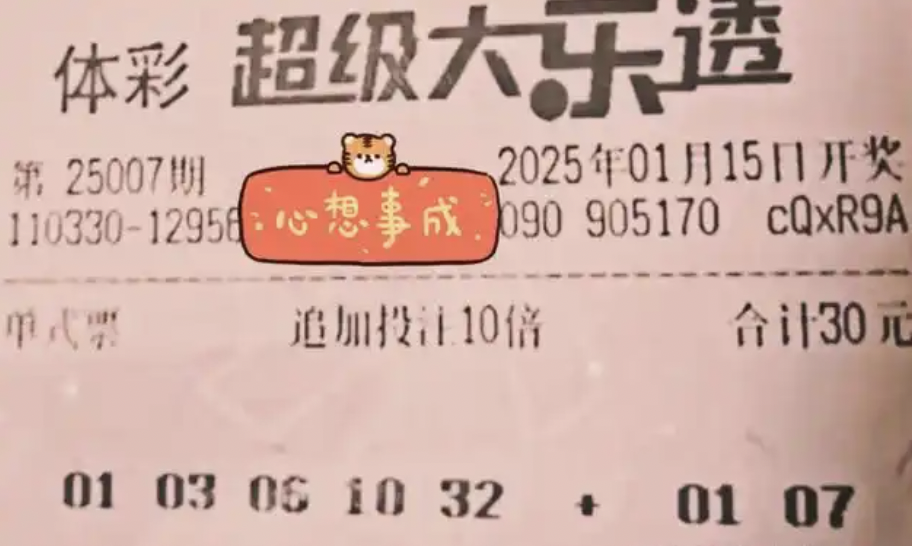 体彩 超级大乐透
第 25007期 2025年01月15日开奖
心想事成
110330-12956 090 905170 cQxR9A
单式票 追加投注10倍 合计30元
01 03 06 10 32 + 01 07